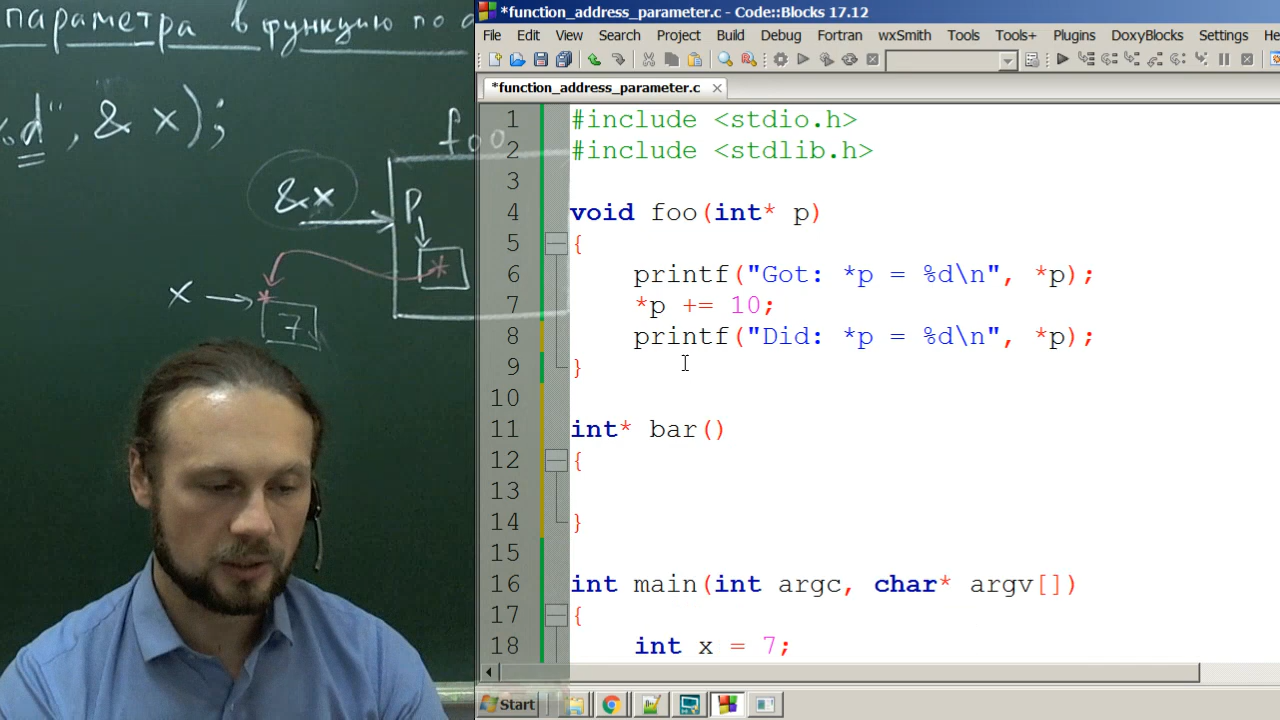 параметра в функцию по а
%d", & x);
foo
&x
p
x
7
*function_address_parameter.c - Code::Blocks 17.12
File Edit View Search Project Build Debug Fortran wxSmith Tools Tools+ Plugins DoxyBlocks Settings
*function_address_parameter.c
1 #include <stdio.h>
2 #include <stdlib.h>
3
4 void foo(int* p)
5 {
6 printf("Got: *p = %d\n", *p);
7 *p += 10;
8 printf("Did: *p = %d\n", *p);
9 }
10
11 int* bar()
12 {
13
14 }
15
16 int main(int argc, char* argv[])
17 {
18 int x = 7;
Start